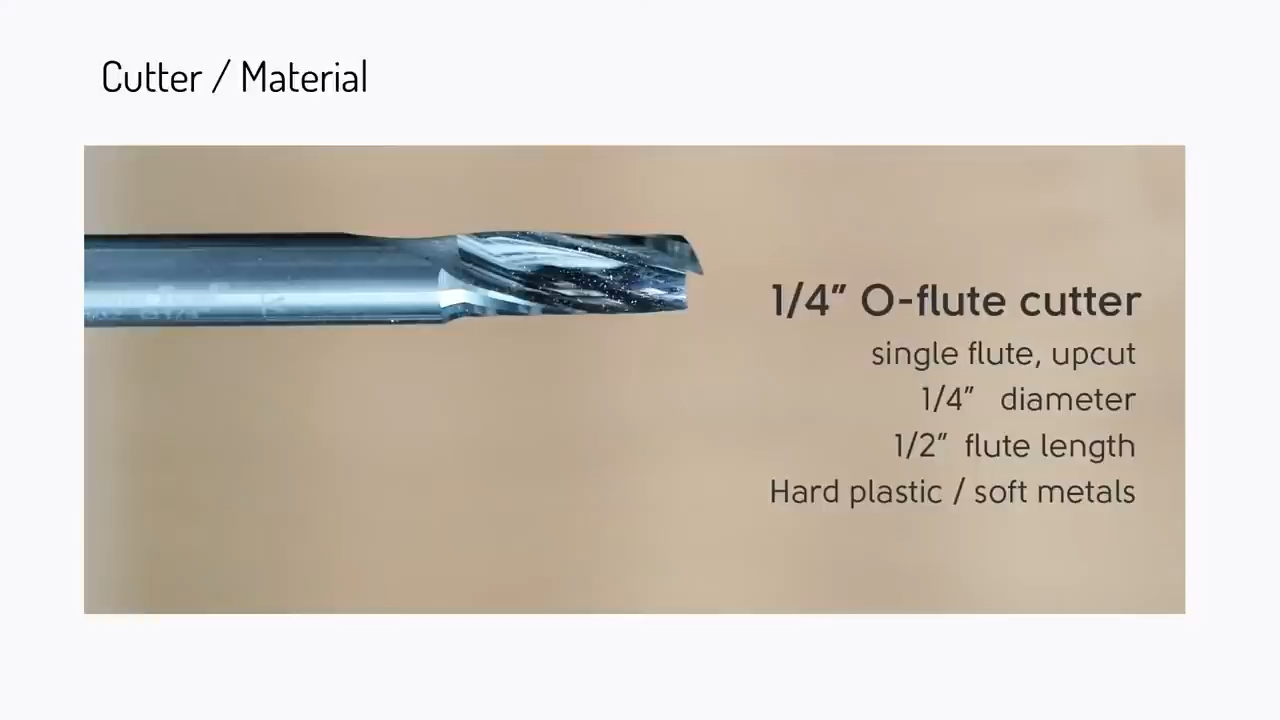 Cutter / Material
1/4” O-flute cutter
single flute, upcut
1/4” diameter
1/2” flute length
Hard plastic / soft metals